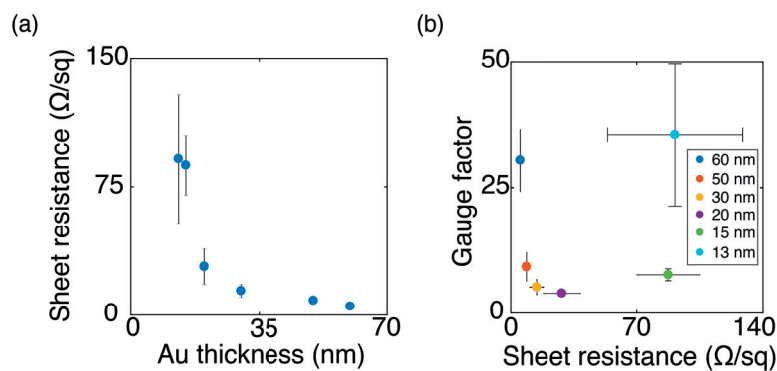 (a)
150
75
0
0
35
70
Sheet resistance (Ω/sq)
Au thickness (nm)
(b)
50
25
0
0
70
140
Gauge factor
Sheet resistance (Ω/sq)
60 nm
50 nm
30 nm
20 nm
15 nm
13 nm